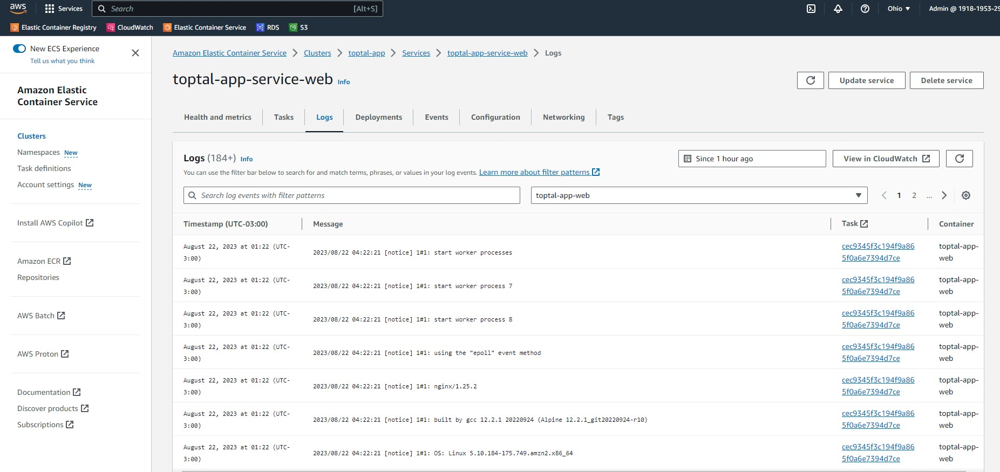 aws Services Search [Alt+S] Ohio Admin @ 1918-1953-29
Elastic Container Registry CloudWatch Elastic Container Service RDS S3
New ECS Experience
Tell us what you think
Amazon Elastic
Container Service
Clusters
Namespaces New
Task definitions
Account settings New
Install AWS Copilot
Amazon ECR
Repositories
AWS Batch
AWS Proton
Documentation
Discover products
Subscriptions
Amazon Elastic Container Service Clusters toptal-app Services toptal-app-service-web Logs
toptal-app-service-web Info
Update service Delete service
Health and metrics Tasks Logs Deployments Events Configuration Networking Tags
Logs (184+) Info
Since 1 hour ago View in CloudWatch
You can use the filter bar below to search for and match terms, phrases, or values in your log events. Learn more about filter patterns
Search log events with filter patterns toptal-app-web 1 2 ...
Timestamp (UTC-03:00) Message Task Container
August 22, 2023 at 01:22 (UTC-
3:00)
2023/08/22 04:22:21 [notice] 1#1: start worker processes
cec9345f3c194f9a86
5f0a6e7394d7ce
toptal-app-
web
August 22, 2023 at 01:22 (UTC-
3:00)
2023/08/22 04:22:21 [notice] 1#1: start worker process 7
cec9345f3c194f9a86
5f0a6e7394d7ce
toptal-app-
web
August 22, 2023 at 01:22 (UTC-
3:00)
2023/08/22 04:22:21 [notice] 1#1: start worker process 8
cec9345f3c194f9a86
5f0a6e7394d7ce
toptal-app-
web
August 22, 2023 at 01:22 (UTC-
3:00)
2023/08/22 04:22:21 [notice] 1#1: using the "epoll" event method
cec9345f3c194f9a86
5f0a6e7394d7ce
toptal-app-
web
August 22, 2023 at 01:22 (UTC-
3:00)
2023/08/22 04:22:21 [notice] 1#1: nginx/1.25.2
cec9345f3c194f9a86
5f0a6e7394d7ce
toptal-app-
web
August 22, 2023 at 01:22 (UTC-
3:00)
2023/08/22 04:22:21 [notice] 1#1: built by gcc 12.2.1 20220924 (Alpine 12.2.1_git20220924-r10)
cec9345f3c194f9a86
5f0a6e7394d7ce
toptal-app-
web
August 22, 2023 at 01:22 (UTC-
3:00)
2023/08/22 04:22:21 [notice] 1#1: OS: Linux 5.10.184-175.749.amzn2.x86_64
cec9345f3c194f9a86
5f0a6e7394d7ce
toptal-app-
web